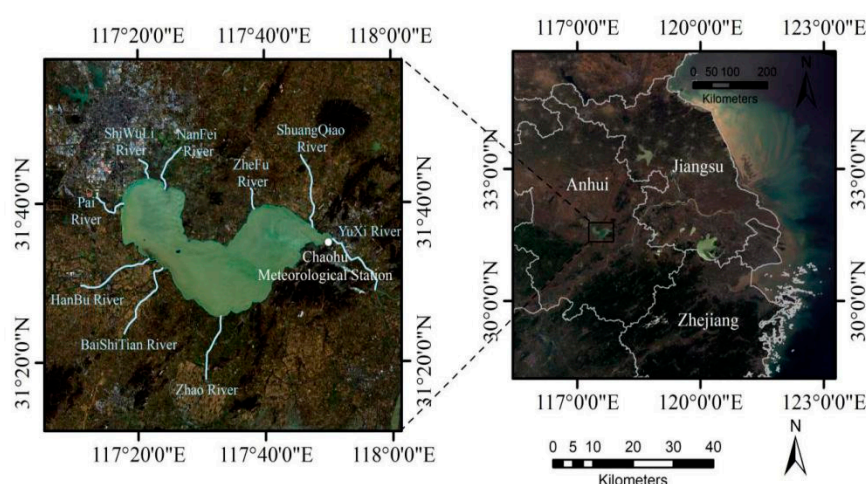 117°20'0"E
117°40'0"E
118°0'0"E
31°40'0"N
31°20'0"N
ShiWuLi
River
NanFei
River
ShuangQiao
River
ZheFu
River
Pai
River
YuXi River
Chaohu
Meteorological Station
HanBu River
BaiShiTian River
Zhao River
31°40'0"N
31°20'0"N
117°20'0"E
117°40'0"E
118°0'0"E
117°0'0"E
120°0'0"E
123°0'0"E
0 50 100 200
Kilometers
N
33°0'0"N
30°0'0"N
Jiangsu
Anhui
Zhejiang
33°0'0"N
30°0'0"N
117°0'0"E
120°0'0"E
123°0'0"E
0 5 10 20 30 40
Kilometers
N